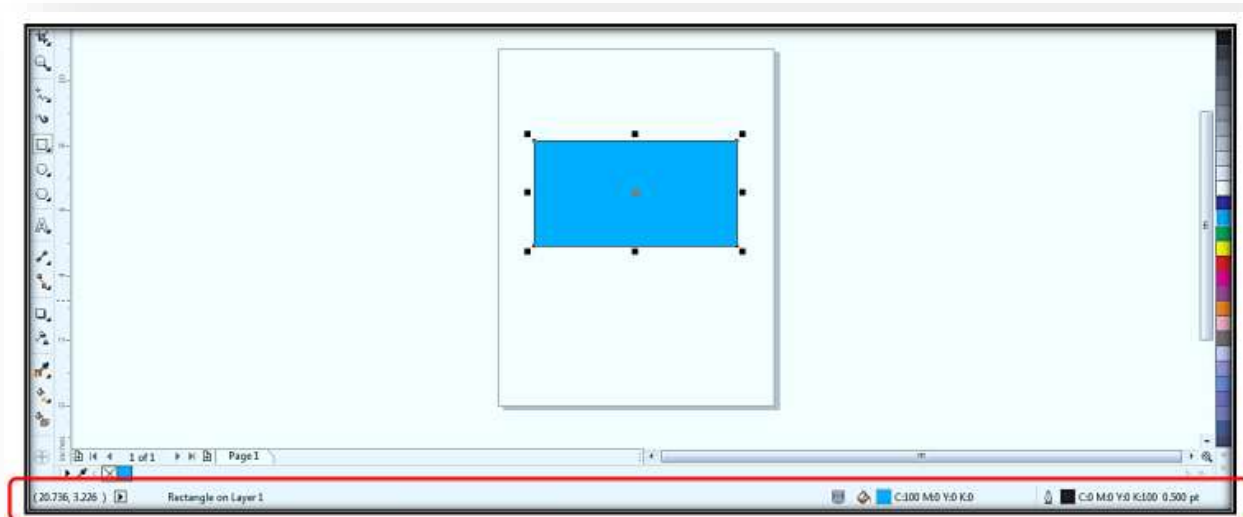 inches
1 of 1
Page 1
( 20.736, 3.226 )
Rectangle on Layer 1
C:100 M:0 Y:0 K:0
C:0 M:0 Y:0 K:100 0.500 pt